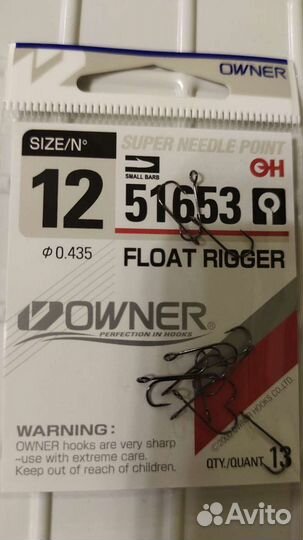 OWNER
SIZE/Nº
12
φ 0.435
SUPER NEEDLE POINT
SMALL BARB
OH
51653
FLOAT RIGGER
OWNER®
PERFECTION IN HOOKS
WARNING:
OWNER hooks are very sharp
-use with extreme care.
Keep out of reach of children.
QTY./QUANT 13
Avito